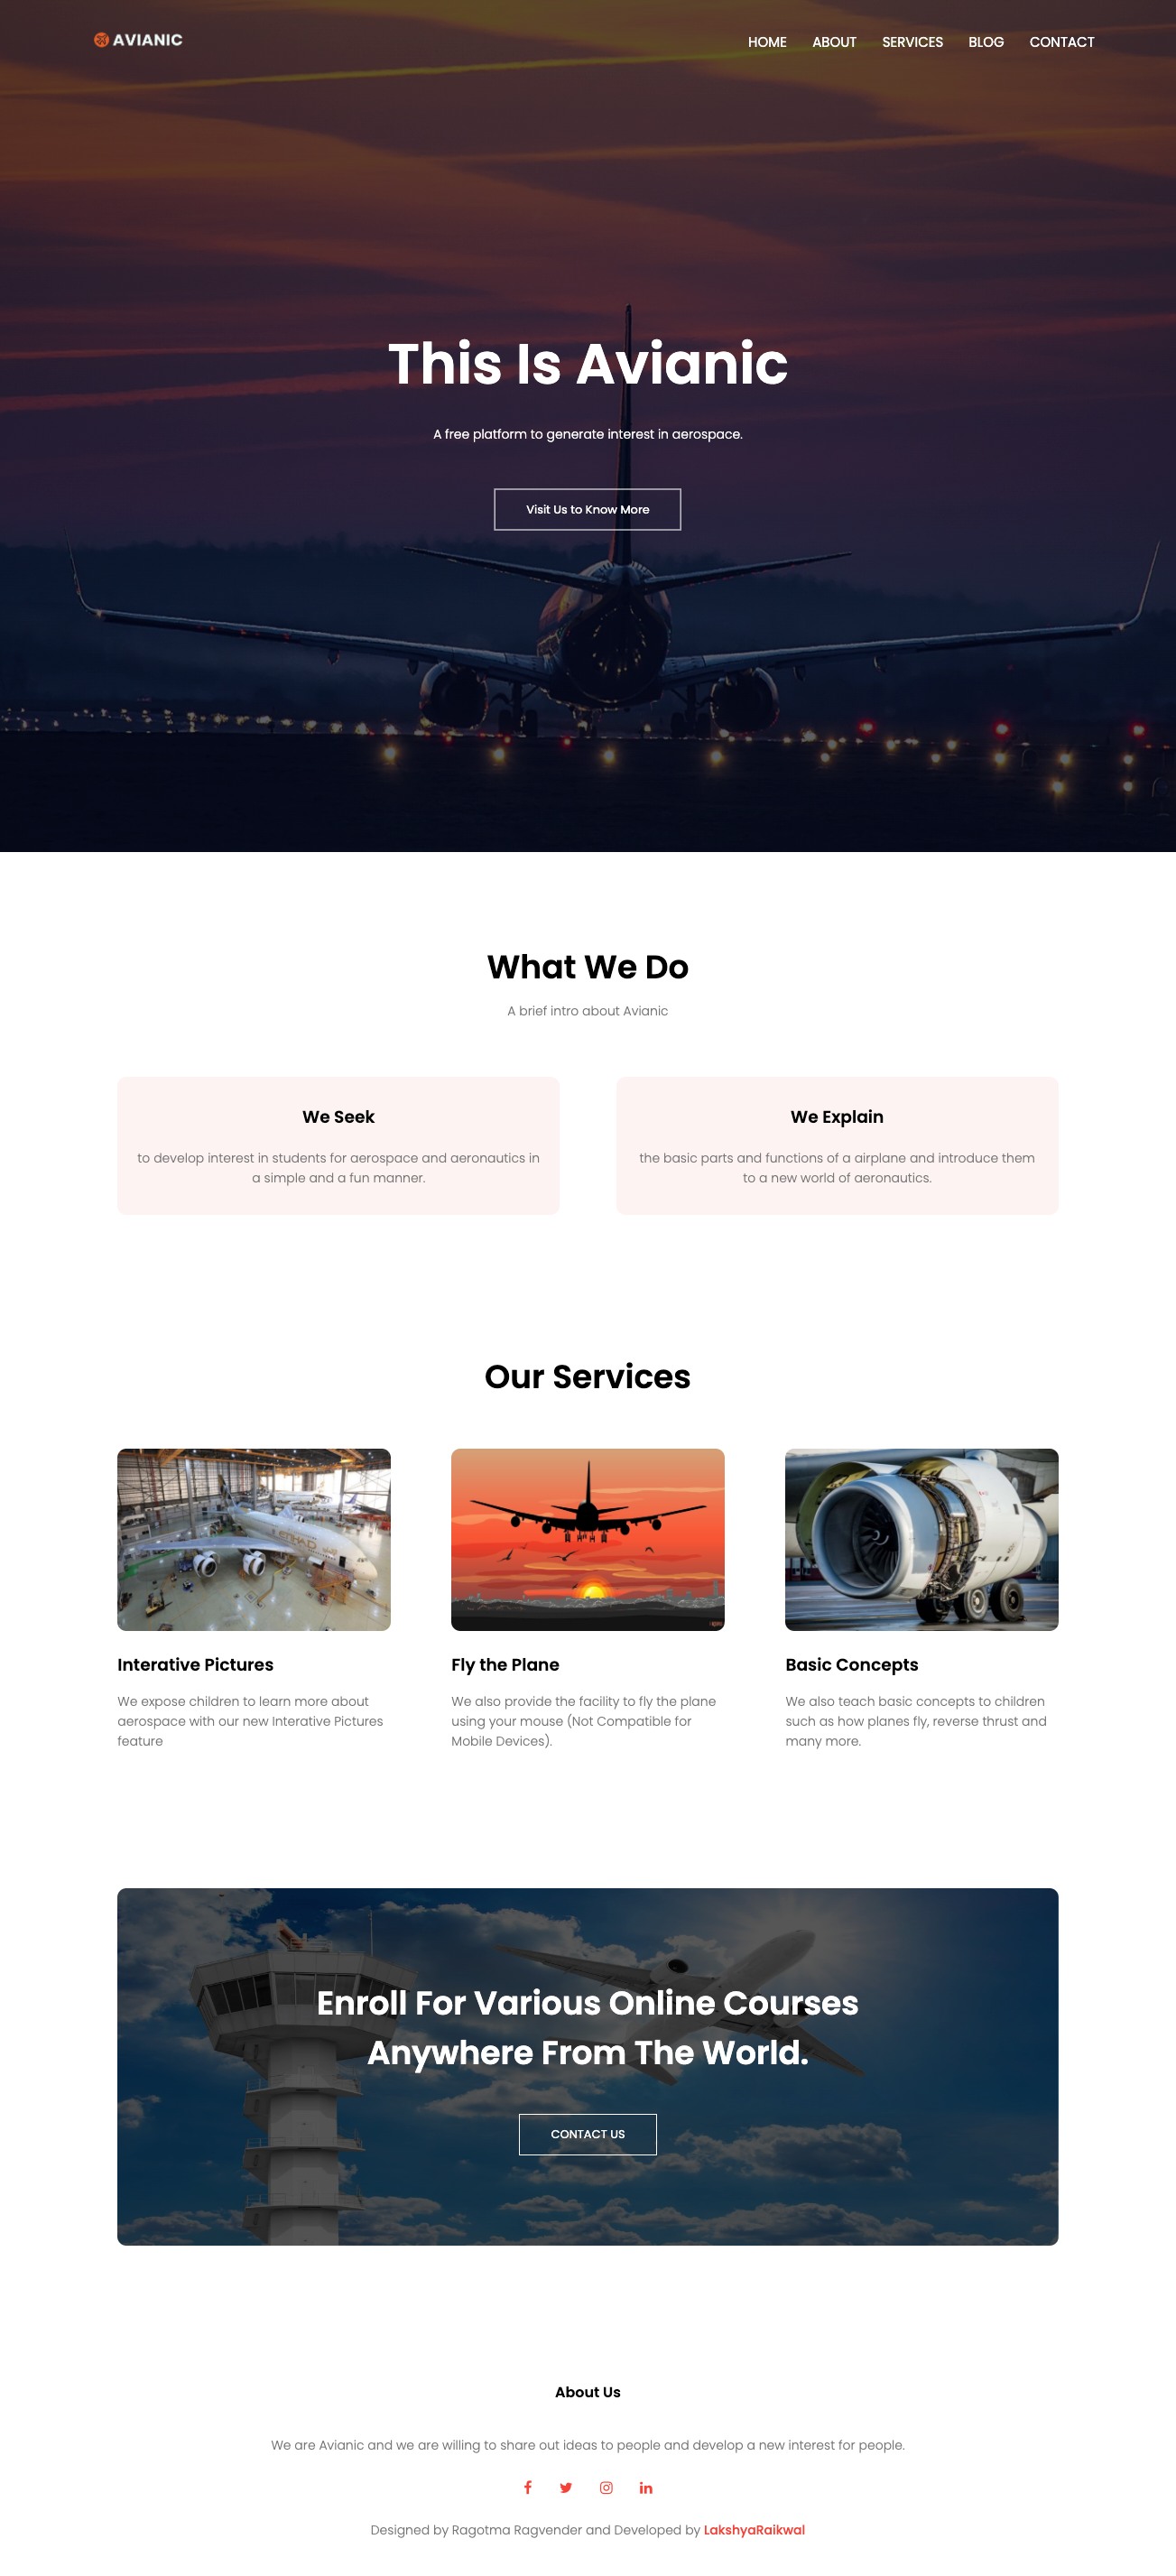 AVIANIC
HOME ABOUT SERVICES BLOG CONTACT
This Is Avianic
A free platform to generate interest in aerospace.
Visit Us to Know More
What We Do
A brief intro about Avianic
We Seek
to develop interest in students for aerospace and aeronautics in
a simple and a fun manner.
We Explain
the basic parts and functions of a airplane and introduce them
to a new world of aeronautics.
Our Services
Interative Pictures
We expose children to learn more about
aerospace with our new Interative Pictures
feature
Fly the Plane
We also provide the facility to fly the plane
using your mouse (Not Compatible for
Mobile Devices).
Basic Concepts
We also teach basic concepts to children
such as how planes fly, reverse thrust and
many more.
Enroll For Various Online Courses
Anywhere From The World.
CONTACT US
About Us
We are Avianic and we are willing to share out ideas to people and develop a new interest for people.
Designed by Ragotma Ragvender and Developed by LakshyaRaikwal